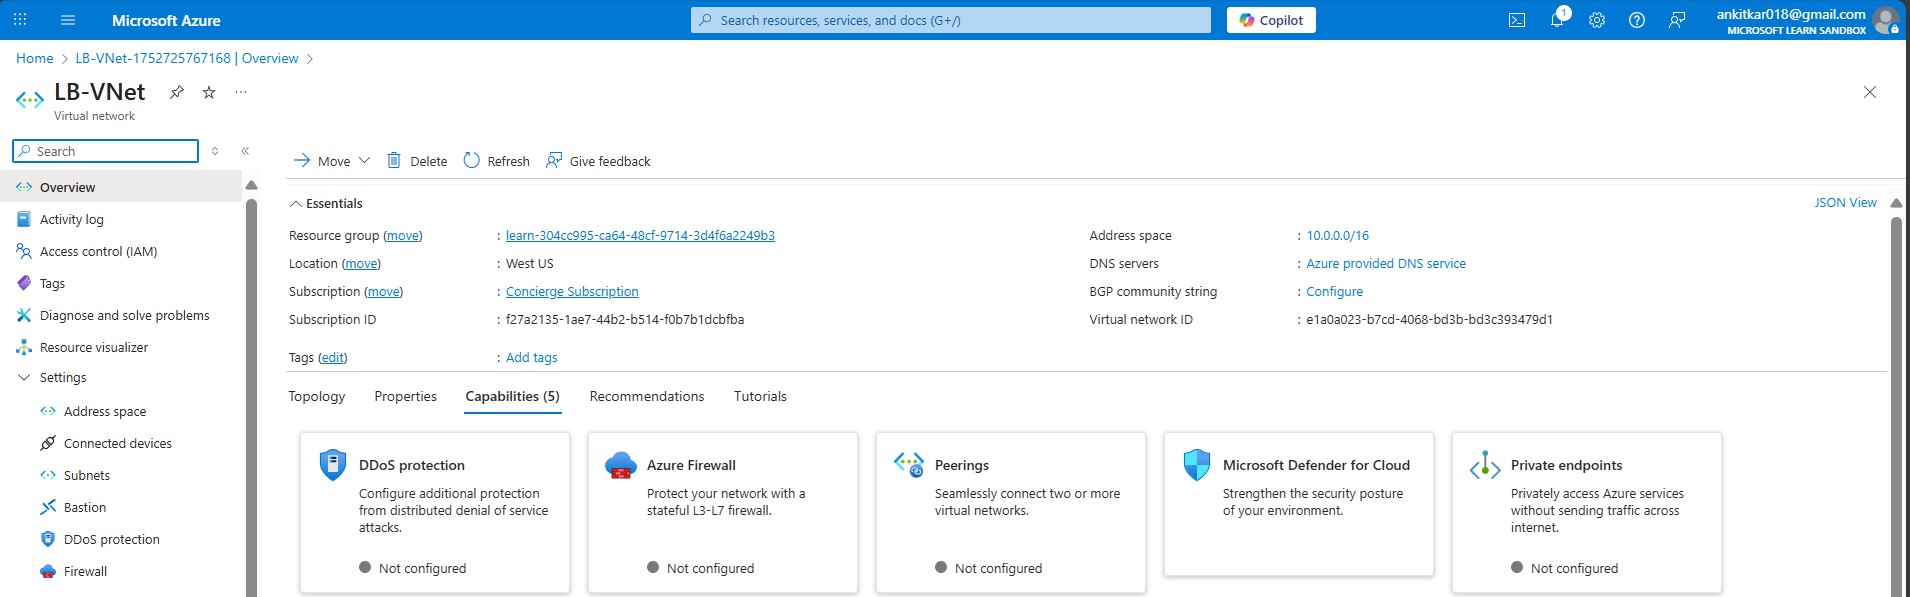 Microsoft Azure
Search resources, services, and docs (G+/)
Copilot
1
ankitkar018@gmail.com
MICROSOFT LEARN SANDBOX
Home > LB-VNet-1752725767168 | Overview >
LB-VNet
Virtual network
Search
Overview
Activity log
Access control (IAM)
Tags
Diagnose and solve problems
Resource visualizer
Settings
Address space
Connected devices
Subnets
Bastion
DDoS protection
Firewall
Move
Delete
Refresh
Give feedback
Essentials
JSON View
Resource group (move) : learn-304cc995-ca64-48cf-9714-3d4f6a2249b3
Location (move) : West US
Subscription (move) : Concierge Subscription
Subscription ID : f27a2135-1ae7-44b2-b514-f0b7b1dcbfba
Address space : 10.0.0.0/16
DNS servers : Azure provided DNS service
BGP community string : Configure
Virtual network ID : e1a0a023-b7cd-4068-bd3b-bd3c393479d1
Tags (edit) : Add tags
Topology
Properties
Capabilities (5)
Recommendations
Tutorials
DDoS protection
Configure additional protection
from distributed denial of service
attacks.
Not configured
Azure Firewall
Protect your network with a
stateful L3-L7 firewall.
Not configured
Peerings
Seamlessly connect two or more
virtual networks.
Not configured
Microsoft Defender for Cloud
Strengthen the security posture
of your environment.
Private endpoints
Privately access Azure services
without sending traffic across
internet.
Not configured